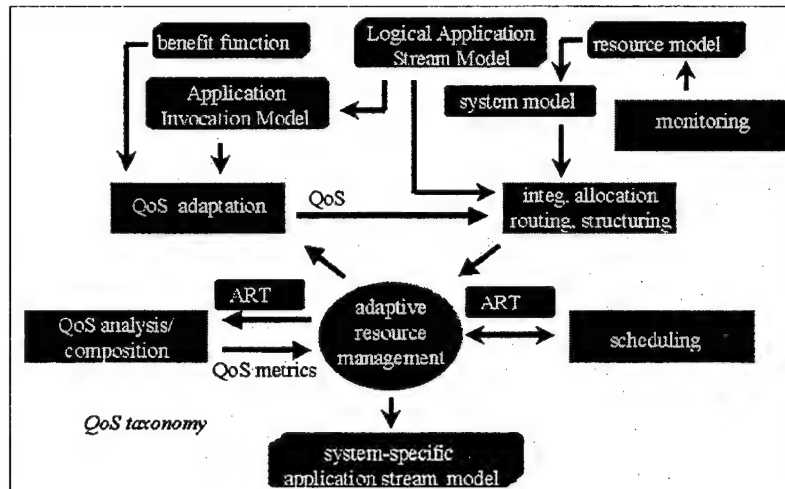 benefit function
Logical Application
Stream Model
resource model
Application
Invocation Model
system model
monitoring
QoS adaptation
QoS
integ. allocation
routing, structuring
ART
ART
QoS analysis/
composition
adaptive
resource
management
scheduling
QoS metrics
QoS taxonomy
system-specific
application stream model